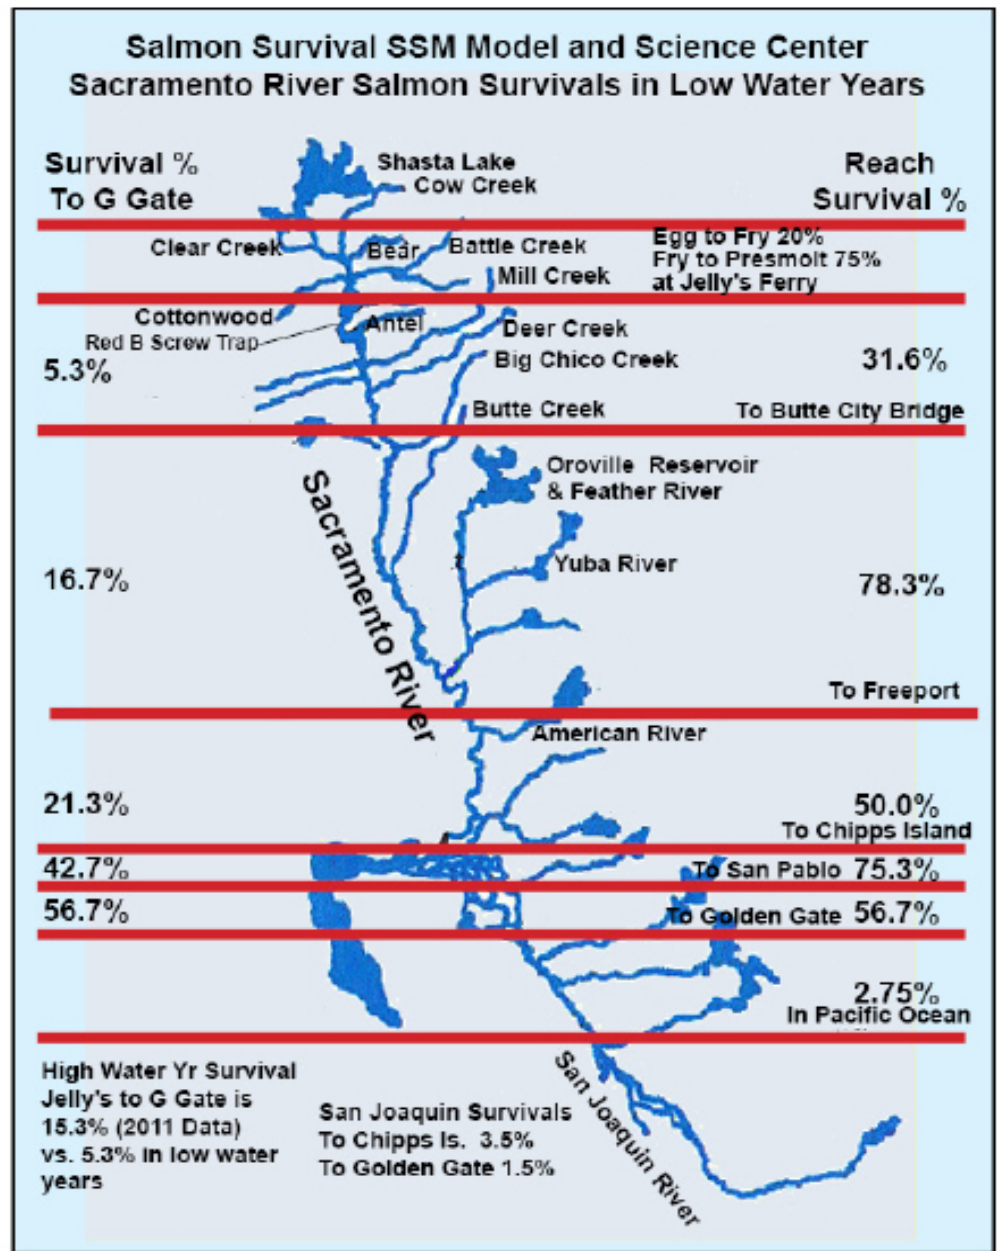 Salmon Survival SSM Model and Science Center
Sacramento River Salmon Survivals in Low Water Years
Survival %
To G Gate
Shasta Lake
Cow Creek
Reach
Survival %
Clear Creek
Bear
Battle Creek
Mill Creek
Egg to Fry 20%
Fry to Presmolt 75%
at Jelly's Ferry
Cottonwood
Red B Screw Trap
Antel
Deer Creek
Big Chico Creek
5.3%
31.6%
Butte Creek
To Butte City Bridge
Oroville Reservoir
& Feather River
Sacramento River
Yuba River
16.7%
78.3%
To Freeport
American River
21.3%
50.0%
To Chipps Island
42.7%
To San Pablo 75.3%
56.7%
To Golden Gate 56.7%
2.75%
In Pacific Ocean
High Water Yr Survival
Jelly's to G Gate is
15.3% (2011 Data)
vs. 5.3% in low water
years
San Joaquin Survivals
To Chipps Is. 3.5%
To Golden Gate 1.5%
San Joaquin River